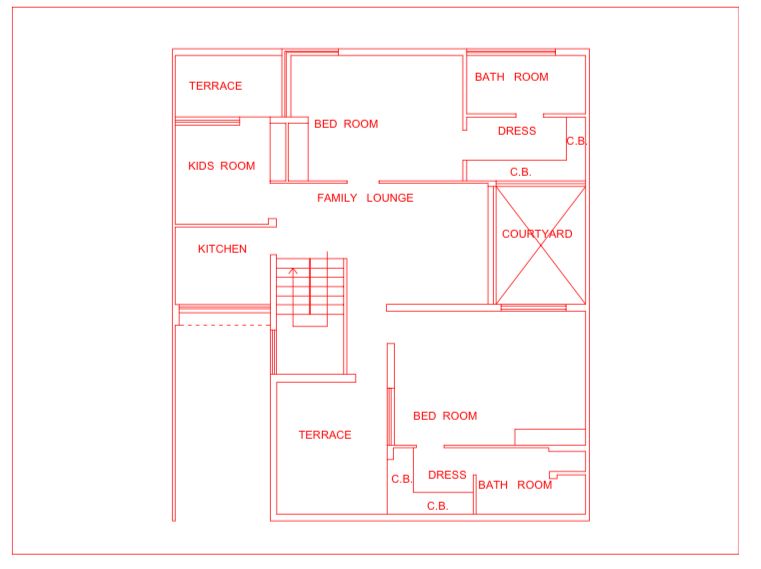 TERRACE
BATH ROOM
BED ROOM
DRESS
C.B.
KIDS ROOM
C.B.
FAMILY LOUNGE
COURTYARD
KITCHEN
BED ROOM
TERRACE
DRESS
C.B.
BATH ROOM
C.B.